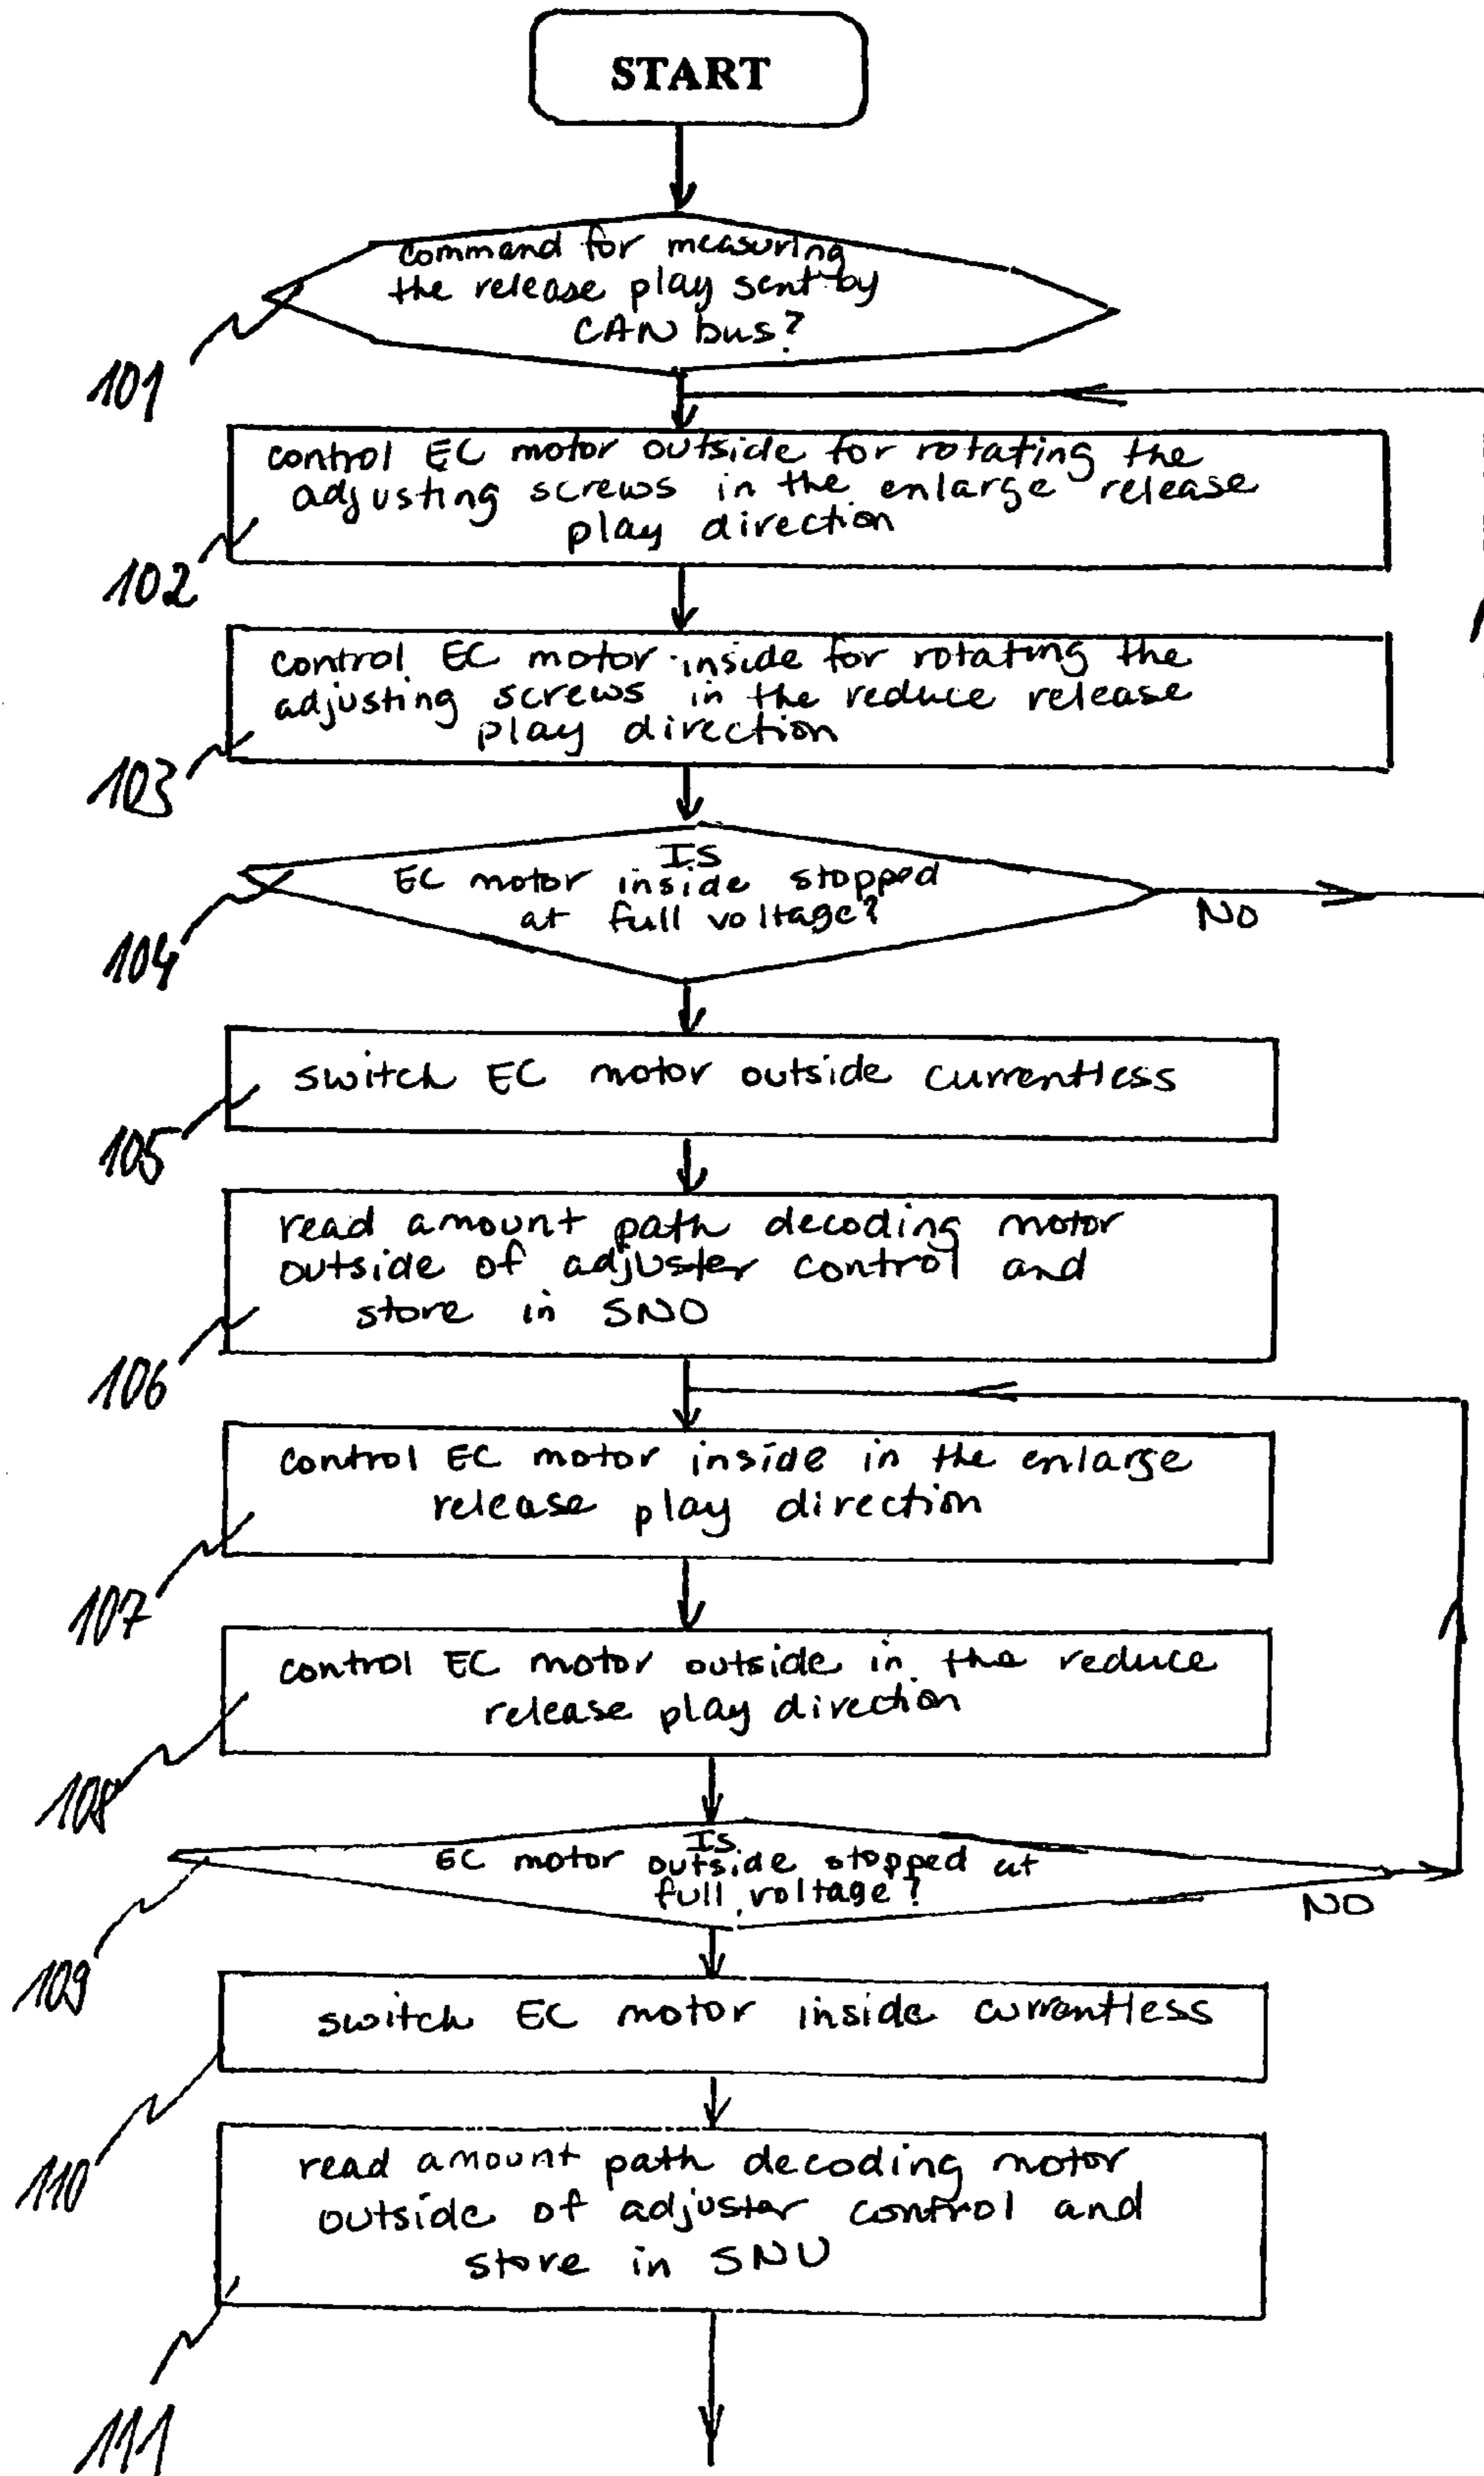 START
command for measuring
the release play sent by
CAN bus?
101
control EC motor outside for rotating the
adjusting screws in the enlarge release
play direction
102
control EC motor inside for rotating the
adjusting screws in the reduce release
play direction
103
Is
EC motor inside stopped
at full voltage?
NO
104
switch EC motor outside currentless
105
read amount path decoding motor
outside of adjuster control and
store in SNO
106
control EC motor inside in the enlarge
release play direction
107
control EC motor outside in the reduce
release play direction
108
Is
EC motor outside stopped at
full voltage?
NO
109
switch EC motor inside currentless
110
read amount path decoding motor
outside of adjuster control and
store in SNU
111